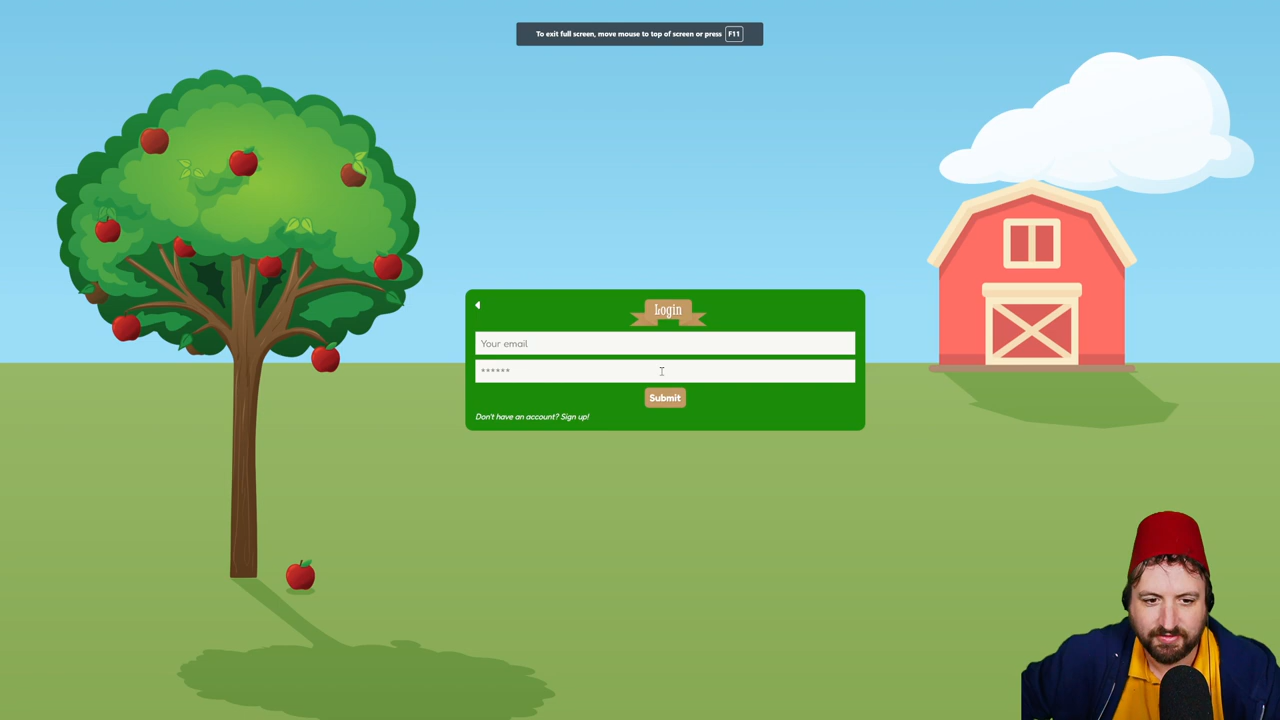 To exit full screen, move mouse to top of screen or press F11
Login
Your email
******
Submit
Don't have an account? Sign up!